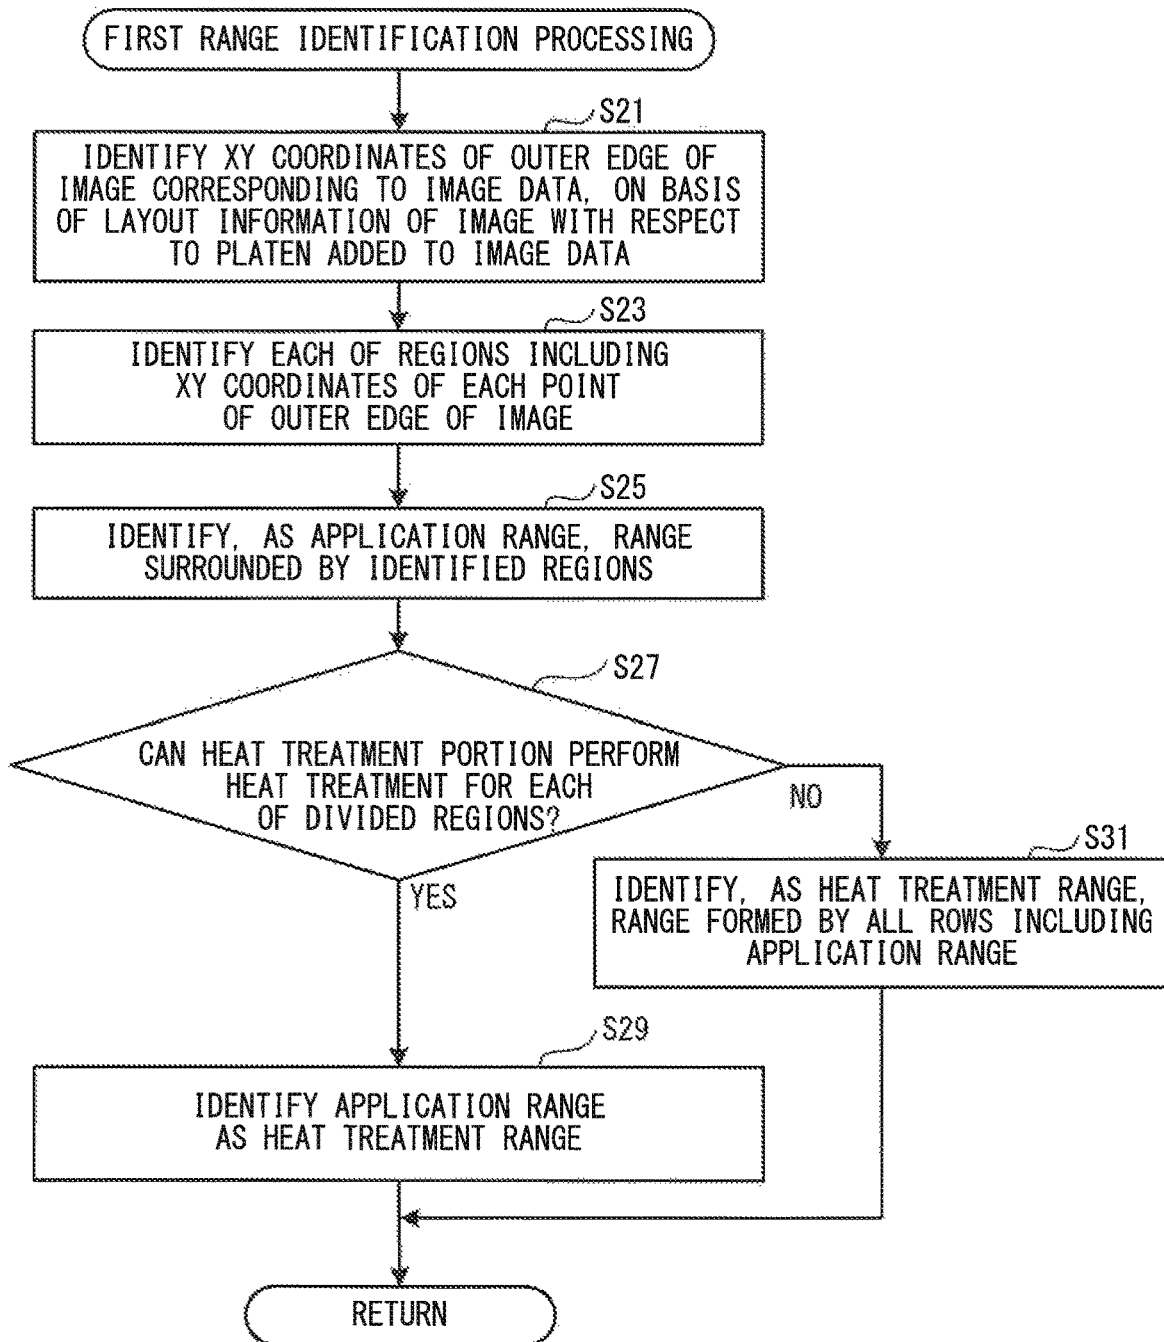 FIRST RANGE IDENTIFICATION PROCESSING
S21
IDENTIFY XY COORDINATES OF OUTER EDGE OF
IMAGE CORRESPONDING TO IMAGE DATA, ON BASIS
OF LAYOUT INFORMATION OF IMAGE WITH RESPECT
TO PLATEN ADDED TO IMAGE DATA
S23
IDENTIFY EACH OF REGIONS INCLUDING
XY COORDINATES OF EACH POINT
OF OUTER EDGE OF IMAGE
S25
IDENTIFY, AS APPLICATION RANGE, RANGE
SURROUNDED BY IDENTIFIED REGIONS
S27
CAN HEAT TREATMENT PORTION PERFORM
HEAT TREATMENT FOR EACH
OF DIVIDED REGIONS?
NO
YES
S31
IDENTIFY, AS HEAT TREATMENT RANGE,
RANGE FORMED BY ALL ROWS INCLUDING
APPLICATION RANGE
S29
IDENTIFY APPLICATION RANGE
AS HEAT TREATMENT RANGE
RETURN